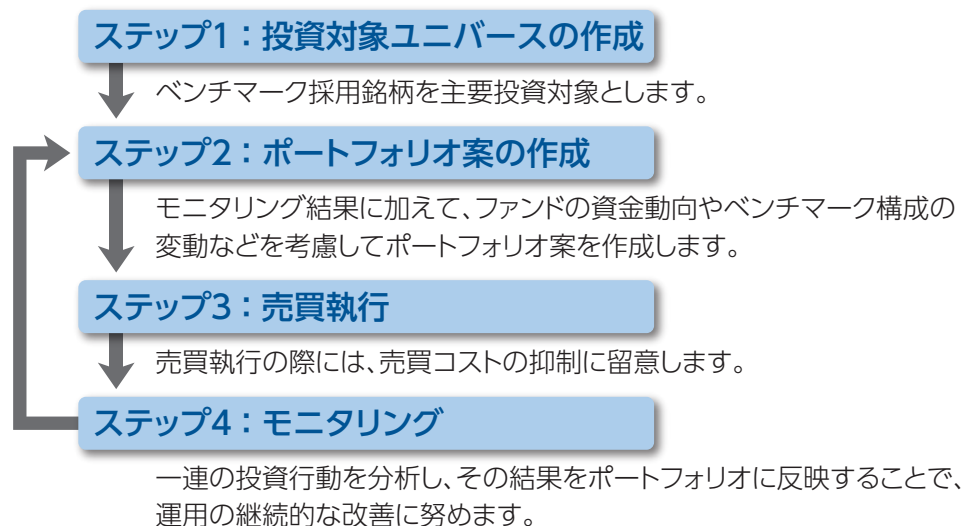 ステップ1：投資対象ユニバースの作成
ベンチマーク採用銘柄を主要投資対象とします。
ステップ2：ポートフォリオ案の作成
モニタリング結果に加えて、ファンドの資金動向やベンチマーク構成の
変動などを考慮してポートフォリオ案を作成します。
ステップ3：売買執行
売買執行の際には、売買コストの抑制に留意します。
ステップ4：モニタリング
一連の投資行動を分析し、その結果をポートフォリオに反映することで、
運用の継続的な改善に努めます。